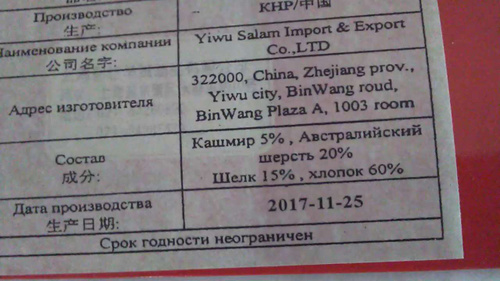 Производство КНР/中国
生产:
Наименование компании Yiwu Salam Import & Export
公司名字: Co.,LTD
322000, China, Zhejiang prov.,
Адрес изготовителя Yiwu city, BinWang roud,
BinWang Plaza A, 1003 room
Кашмир 5% , Австралийский
Состав шерсть 20%
成分: Шелк 15% , хлопок 60%
Дата производства 2017-11-25
生产日期:
Срок годности неограничен